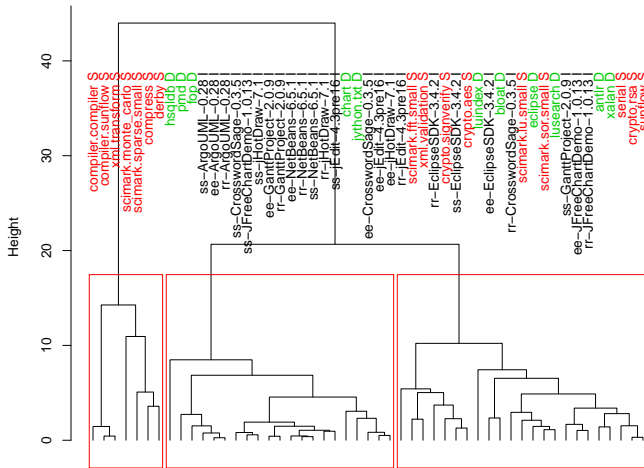 Height
0
10
20
30
40
compiler.compiler S
compiler.sunflow S
xml.transform S
scimark.monte_carlo S
scimark.sparse.small S
compress S
derby S
hsqldb D
pmd D
fop D
ss−ArgoUML−0.28 I
ee−ArgoUML−0.28 I
rr−ArgoUML−0.28 I
ss−CrosswordSage−0.3.5 I
ss−JFreeChartDemo−1.0.13 I
ss−jHotDraw−7.1 I
ee−GanttProject−2.0.9 I
rr−GanttProject−2.0.9 I
ee−NetBeans−6.5.1 I
rr−NetBeans−6.5.1 I
ss−NetBeans−6.5.1 I
rr−jHotDraw−7.1 I
ss−jEdit−4.3pre16 I
chart D
jython.txt D
ee−CrosswordSage−0.3.5 I
ee−jEdit−4.3pre16 I
ee−jHotDraw−7.1 I
rr−jEdit−4.3pre16 I
scimark.fft.small S
xml.validation S
rr−EclipseSDK−3.4.2 I
crypto.signverify S
ss−EclipseSDK−3.4.2 I
crypto.aes S
luindex D
ee−EclipseSDK−3.4.2 I
bloat D
rr−CrosswordSage−0.3.5 I
scimark.lu.small S
eclipse D
scimark.sor.small S
lusearch D
ss−GanttProject−2.0.9 I
ee−JFreeChartDemo−1.0.13 I
rr−JFreeChartDemo−1.0.13 I
antlr D
xalan D
serial S
crypto.rsa S
sunflow S